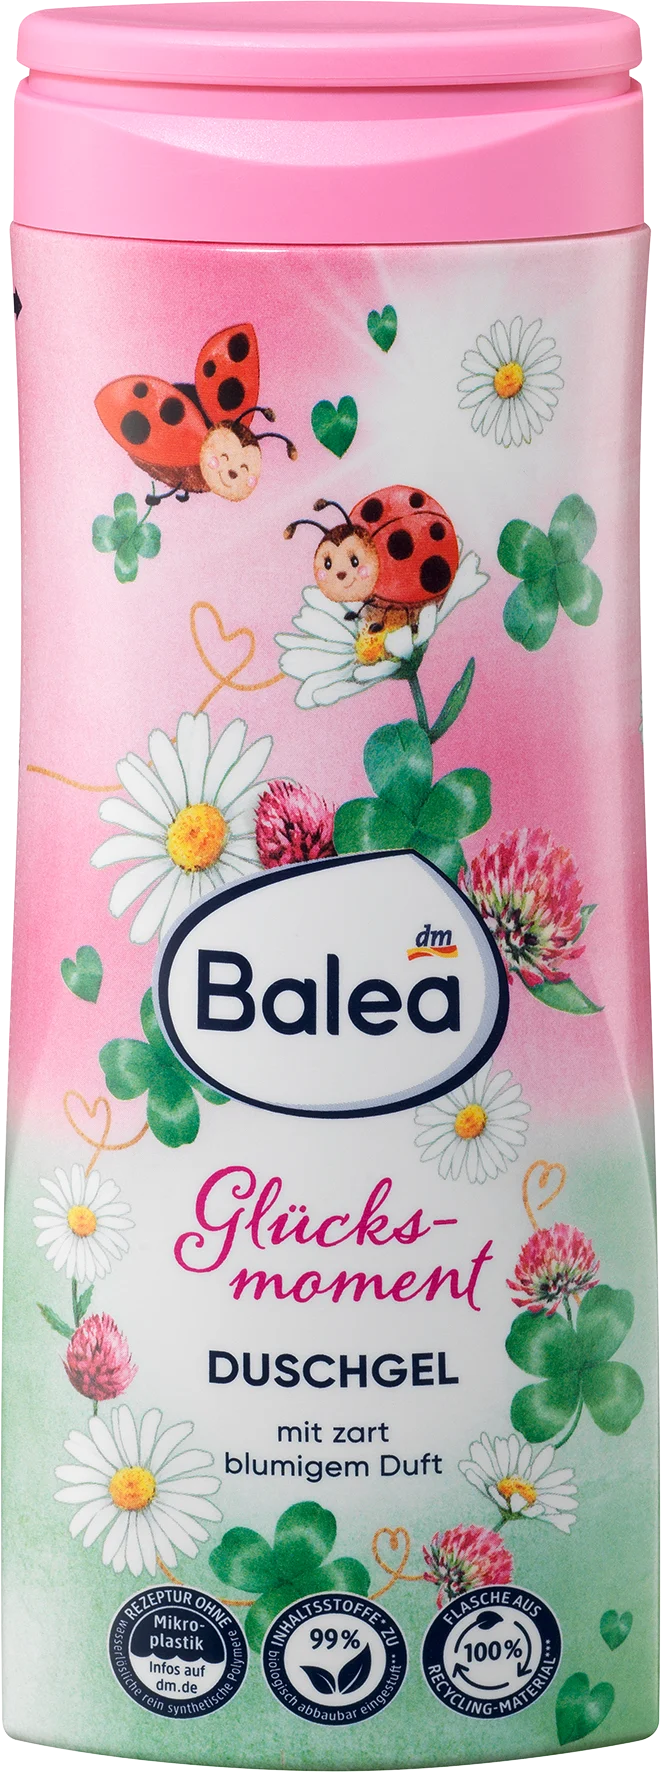 dm
Balea
Glücks-
moment
DUSCHGEL
mit zart
blumigem Duft
REZEPTUR OHNE
Mikro-
plastik
Infos auf
dm.de
wasserlösliche rein synthetische Polymere
INHALTSSTOFFE* ZU
99%
biologisch abbaubar eingestuft**
FLASCHE AUS
100%
RECYCLING-MATERIAL***